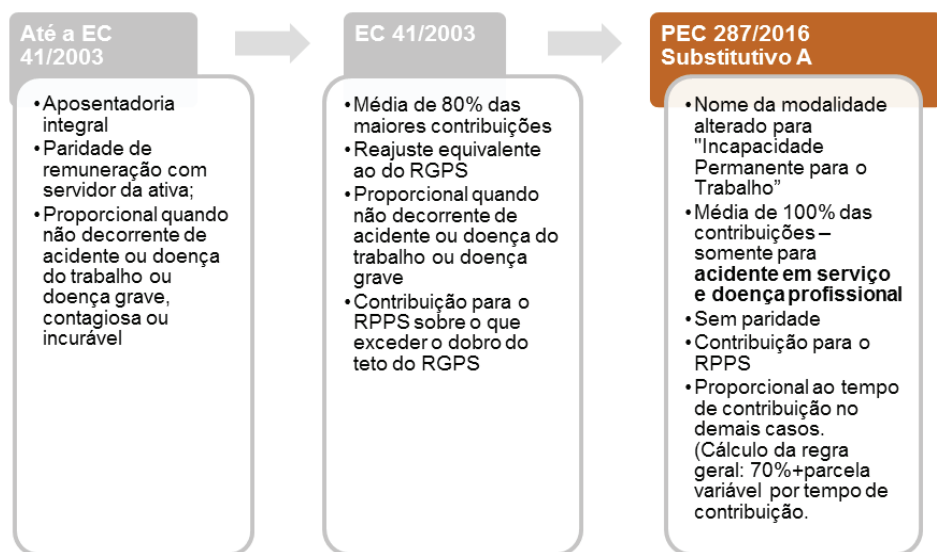 Até a EC
41/2003
•Aposentadoria
integral
•Paridade de
remuneração com
servidor da ativa;
•Proporcional quando
não decorrente de
acidente ou doença
do trabalho ou
doença grave,
contagiosa ou
incurável
EC 41/2003
•Média de 80% das
maiores contribuições
•Reajuste equivalente
ao do RGPS
•Proporcional quando
não decorrente de
acidente ou doença do
trabalho ou doença
grave
•Contribuição para o
RPPS sobre o que
exceder o dobro do
teto do RGPS
PEC 287/2016
Substitutivo A
•Nome da modalidade
alterado para
"Incapacidade
Permanente para o
Trabalho”
•Média de 100% das
contribuições –
somente para
acidente em serviço
e doença profissional
•Sem paridade
•Contribuição para o
RPPS
•Proporcional ao tempo
de contribuição no
demais casos.
(Cálculo da regra
geral: 70%+parcela
variável por tempo de
contribuição.